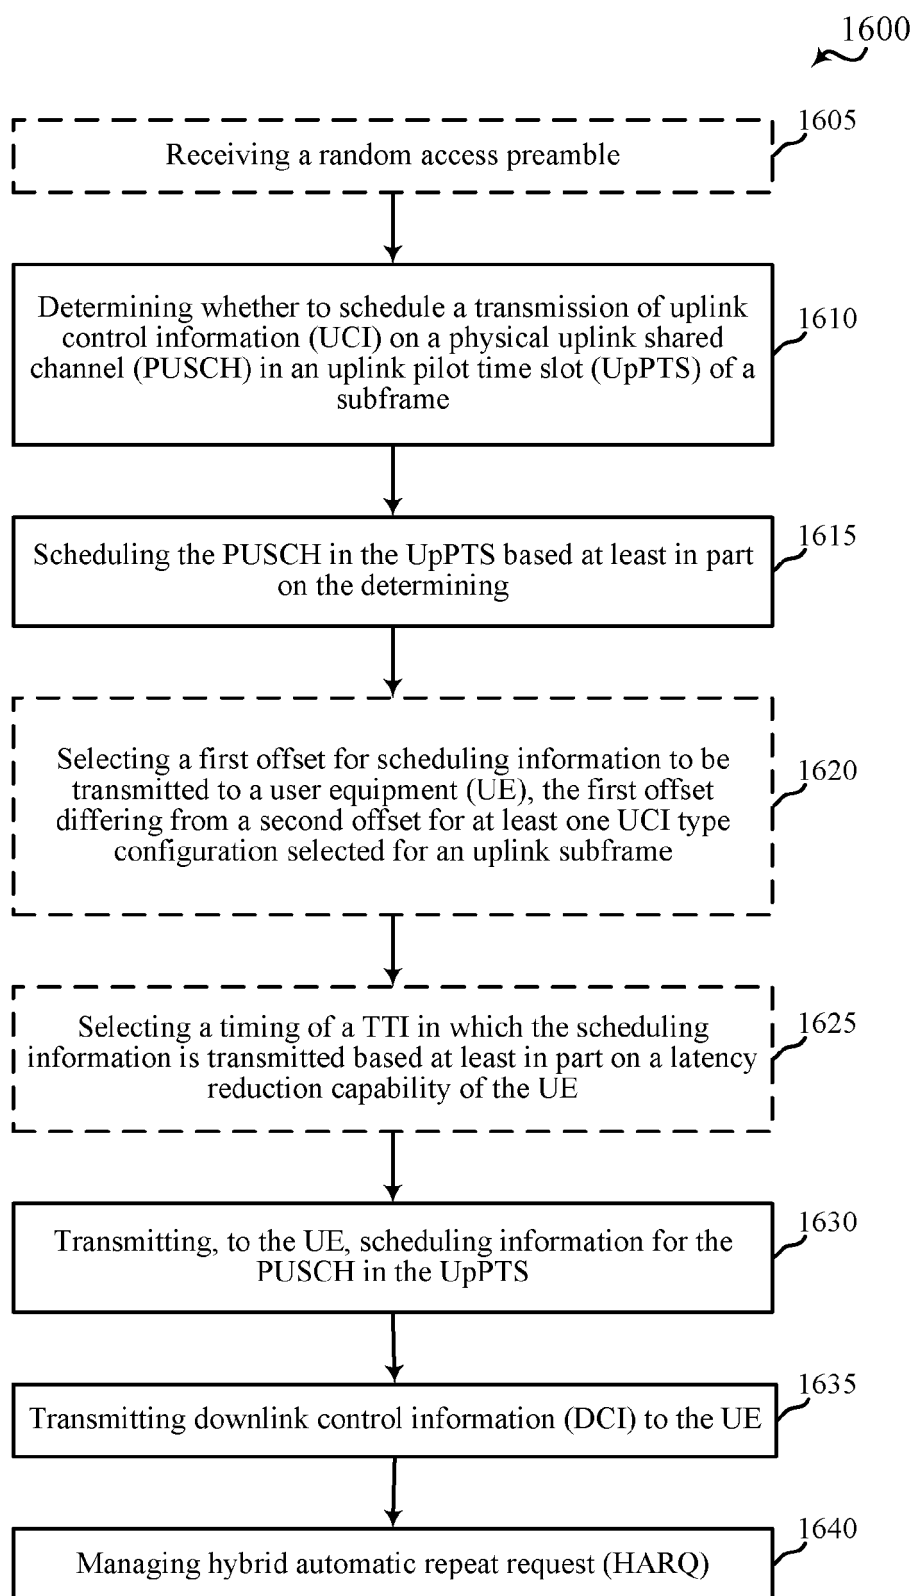 1600
1605
Receiving a random access preamble
1610
Determining whether to schedule a transmission of uplink
control information (UCI) on a physical uplink shared
channel (PUSCH) in an uplink pilot time slot (UpPTS) of a
subframe
1615
Scheduling the PUSCH in the UpPTS based at least in part
on the determining
1620
Selecting a first offset for scheduling information to be
transmitted to a user equipment (UE), the first offset
differing from a second offset for at least one UCI type
configuration selected for an uplink subframe
1625
Selecting a timing of a TTI in which the scheduling
information is transmitted based at least in part on a latency
reduction capability of the UE
1630
Transmitting, to the UE, scheduling information for the
PUSCH in the UpPTS
1635
Transmitting downlink control information (DCI) to the UE
1640
Managing hybrid automatic repeat request (HARQ)